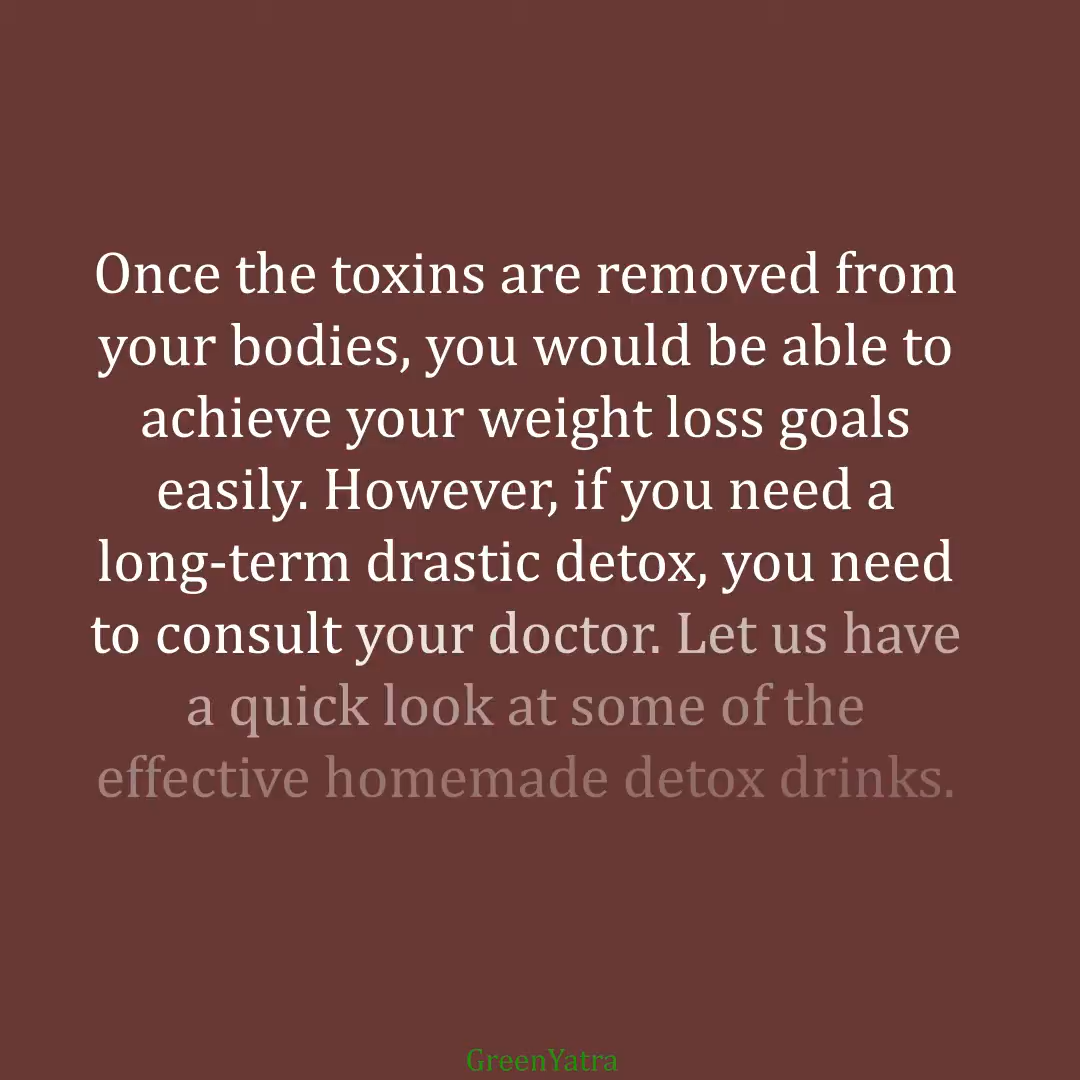 Once the toxins are removed from
your bodies, you would be able to
achieve your weight loss goals
easily. However, if you need a
long-term drastic detox, you need
to consult your doctor. Let us have
a quick look at some of the
effective homemade detox drinks.
GreenYatra